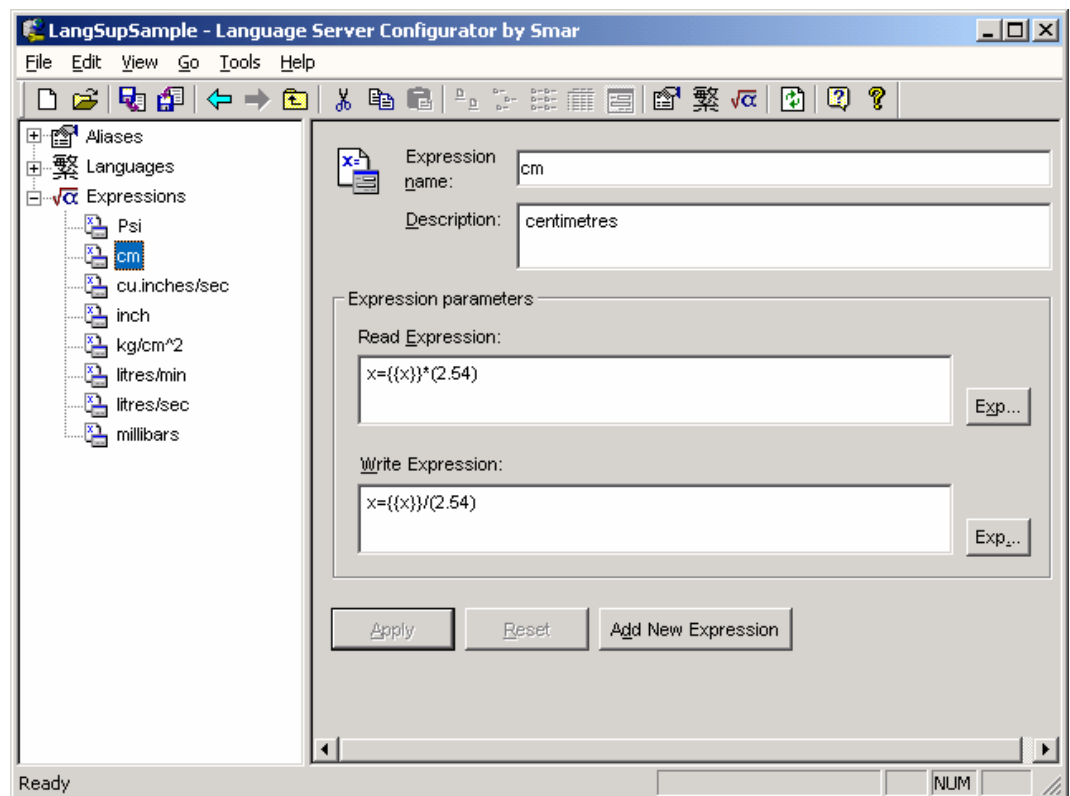 LangSupSample - Language Server Configurator by Smar
File Edit View Go Tools Help
繁 √α
Aliases
繁 Languages
√α Expressions
Psi
cm
cu.inches/sec
inch
kg/cm^2
litres/min
litres/sec
millibars
Expression name:
cm
Description:
centimetres
Expression parameters
Read Expression:
x={{x}}*(2.54)
Exp...
Write Expression:
x={{x}}/(2.54)
Exp...
Apply Reset Add New Expression
Ready NUM